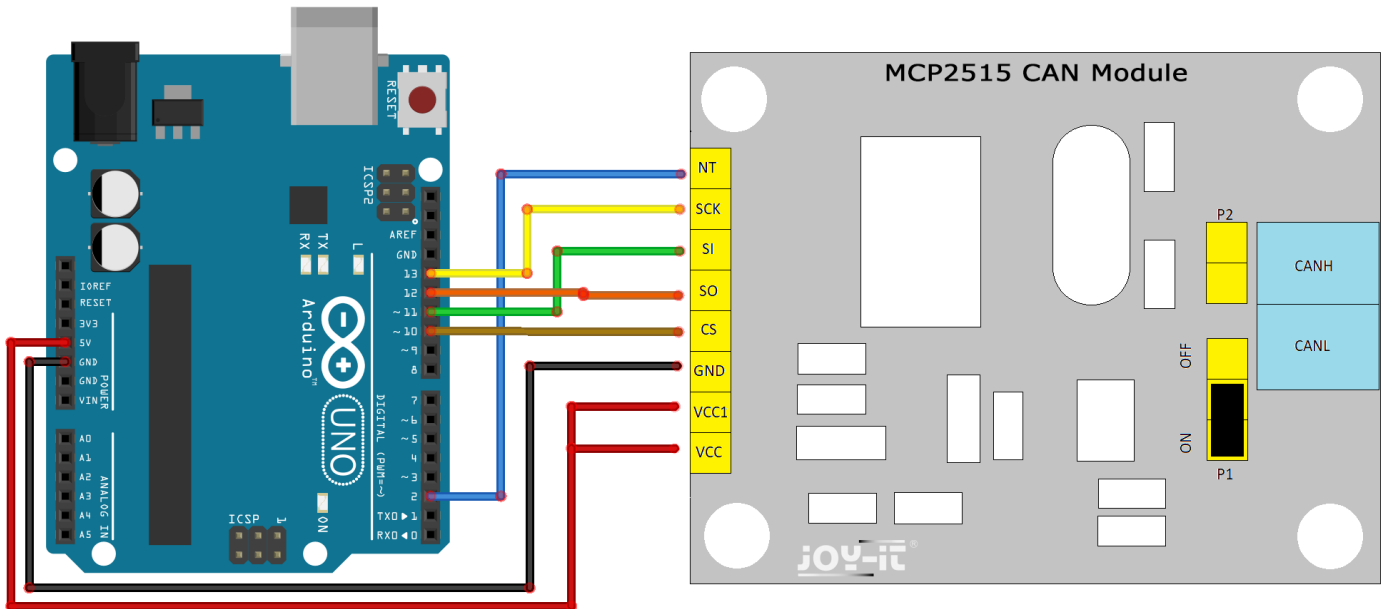 MCP2515 CAN Module
RESET
ICSP2
AREF
GND
13
12
~11
~10
~9
8
7
~6
~5
4
~3
2
TX0▶1
RX0◀0
DIGITAL (PWM=~)
RX
TX
L
Arduino™
UNO
ON
ICSP
1
IOREF
RESET
3V3
5V
GND
GND
VIN
POWER
A0
A1
A2
A3
A4
A5
ANALOG IN
NT
SCK
SI
SO
CS
GND
VCC1
VCC
P2
CANH
CANL
OFF
ON
P1
JOY-iT®